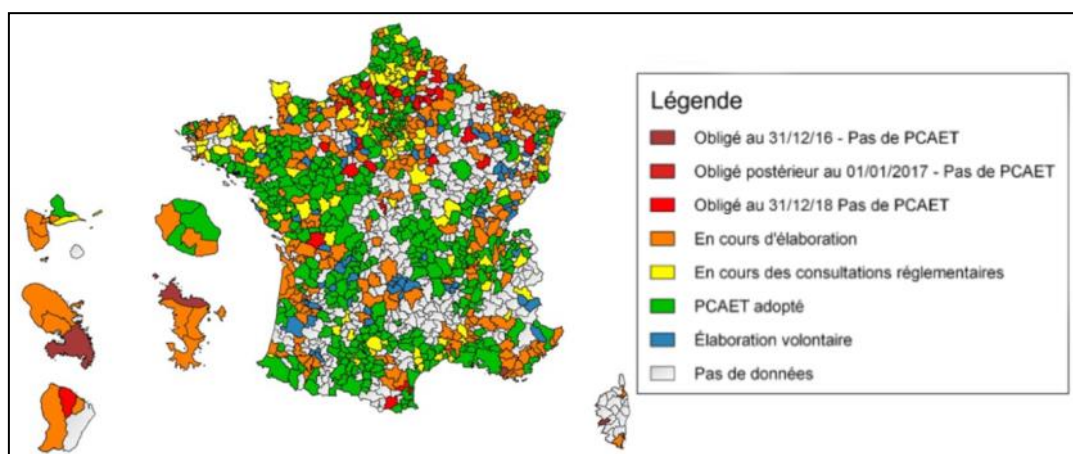 Légende
Obligé au 31/12/16 - Pas de PCAET
Obligé postérieur au 01/01/2017 - Pas de PCAET
Obligé au 31/12/18 Pas de PCAET
En cours d'élaboration
En cours des consultations réglementaires
PCAET adopté
Élaboration volontaire
Pas de données